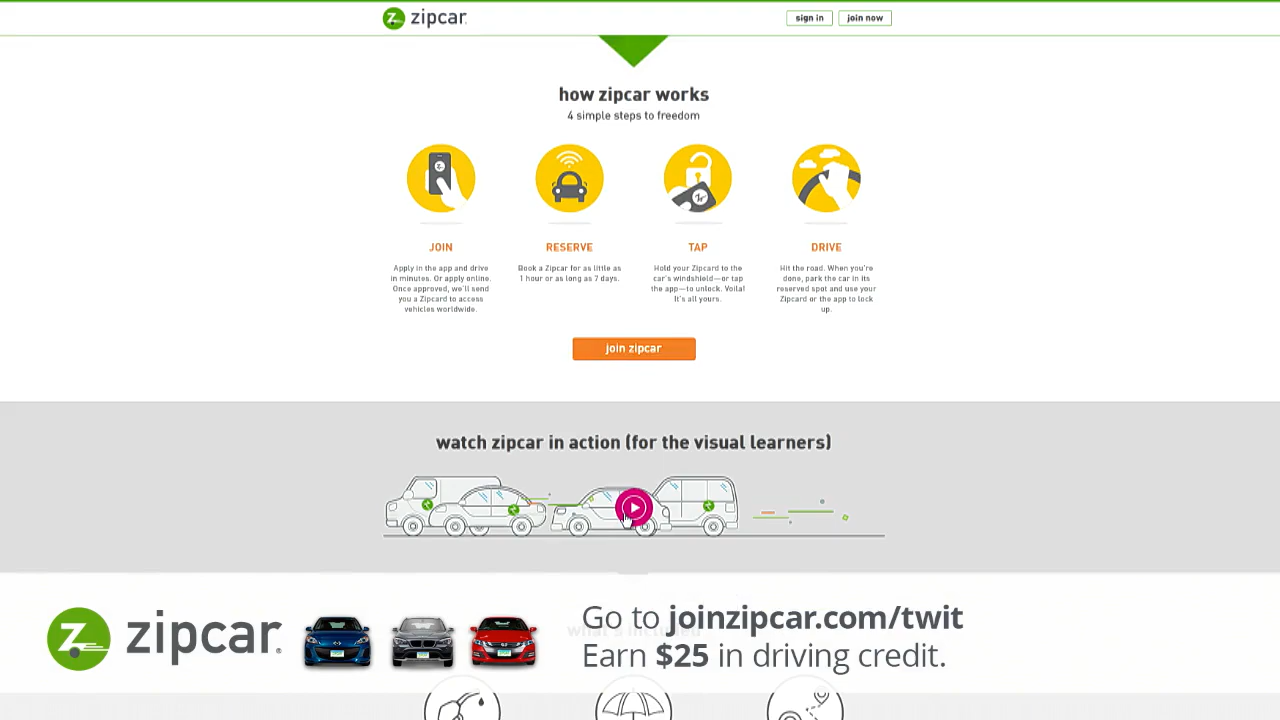 zipcar
sign in
join now
how zipcar works
4 simple steps to freedom
JOIN
Apply in the app and drive
in minutes. Or apply online.
Once approved, we'll send
you a Zipcard to access
vehicles worldwide.
RESERVE
Book a Zipcar for as little as
1 hour or as long as 7 days.
TAP
Hold your Zipcard to the
car's windshield—or tap
the app—to unlock. Voila!
It's all yours.
DRIVE
Hit the road. When you're
done, park the car in its
reserved spot and use your
Zipcard or the app to lock
up.
join zipcar
watch zipcar in action (for the visual learners)
zipcar
Go to joinzipcar.com/twit
what's included
Earn $25 in driving credit.